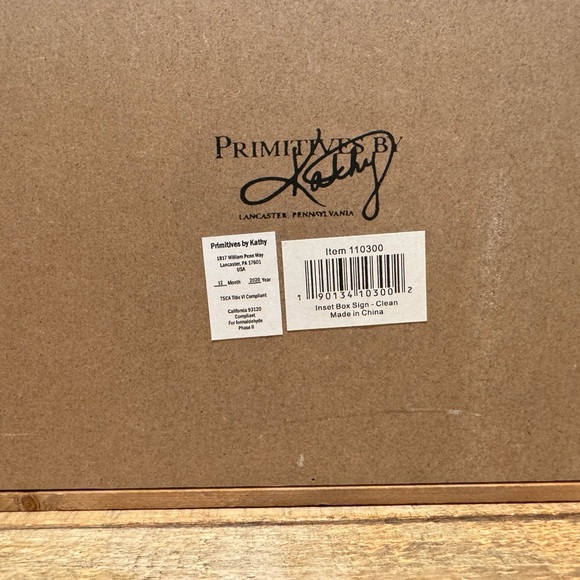 PRIMITIVES BY
Kathy
LANCASTER, PENNSYLVANIA
Primitives by Kathy
1817 William Penn Way
Lancaster, PA 17601
USA
12 Month 2020 Year
TSCA Title VI Compliant
California 93120
Compliant
For formaldehyde
Phase II
Item 110300
1 90134 10300 2
Inset Box Sign - Clean
Made in China